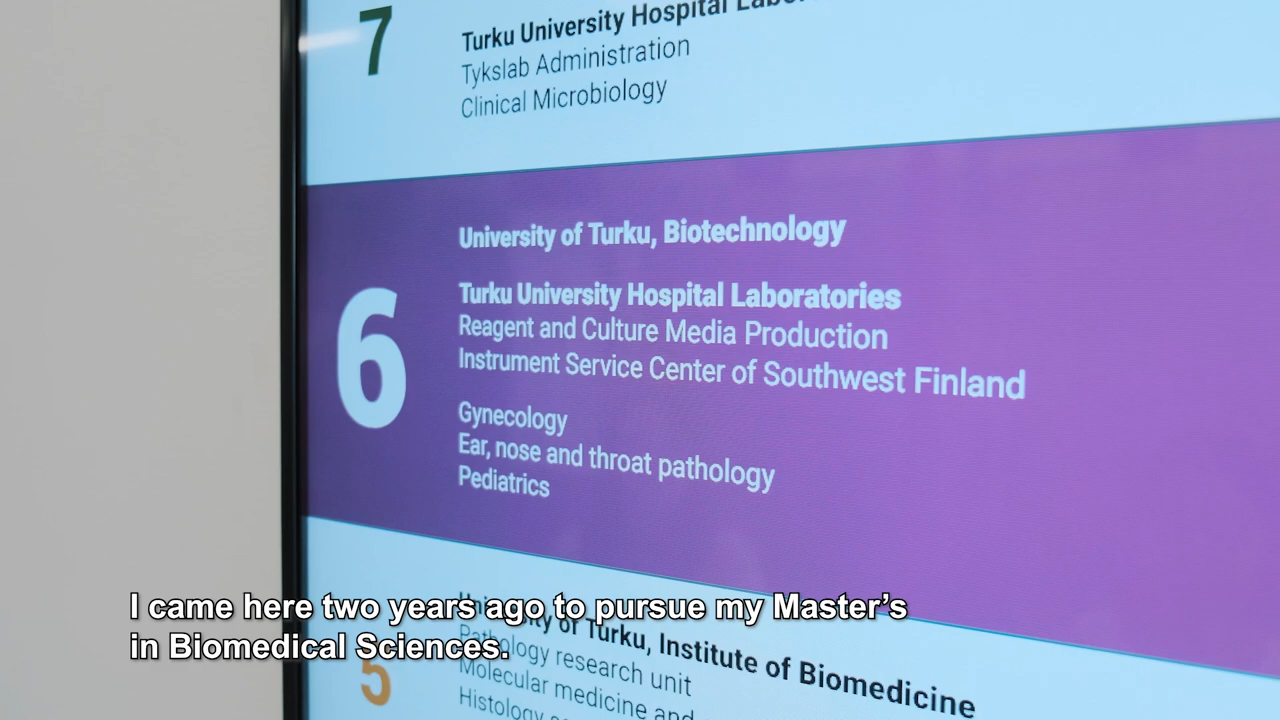 7
Turku University Hospital
Tykslab Administration
Clinical Microbiology
6
University of Turku, Biotechnology
Turku University Hospital Laboratories
Reagent and Culture Media Production
Instrument Service Center of Southwest Finland
Gynecology
Ear, nose and throat pathology
Pediatrics
5
University of Turku, Institute of Biomedicine
Pathology research unit
Molecular medicine and
Histology
I came here two years ago to pursue my Master’s
in Biomedical Sciences.